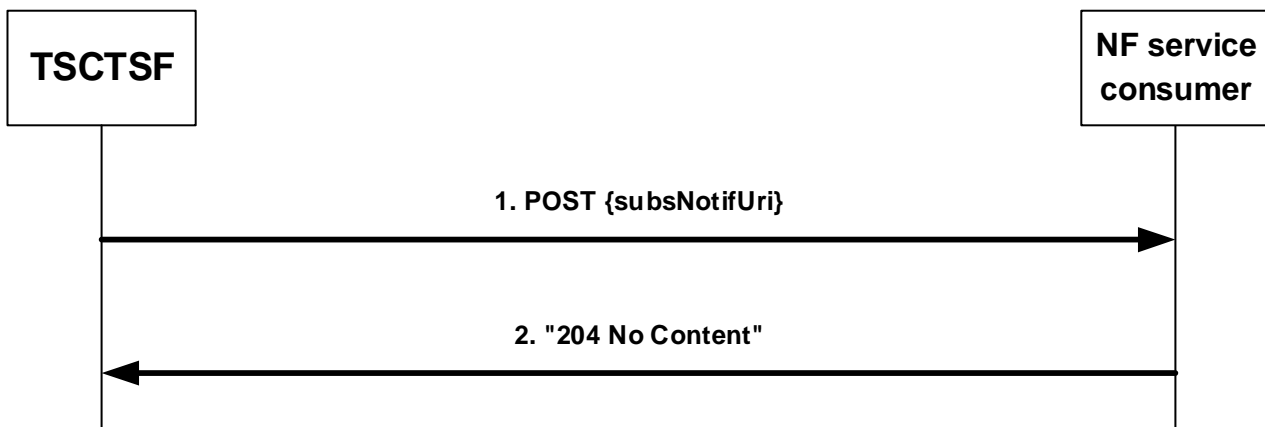 TSCTSF
NF service
consumer
1. POST {subsNotifUri}
2. "204 No Content"